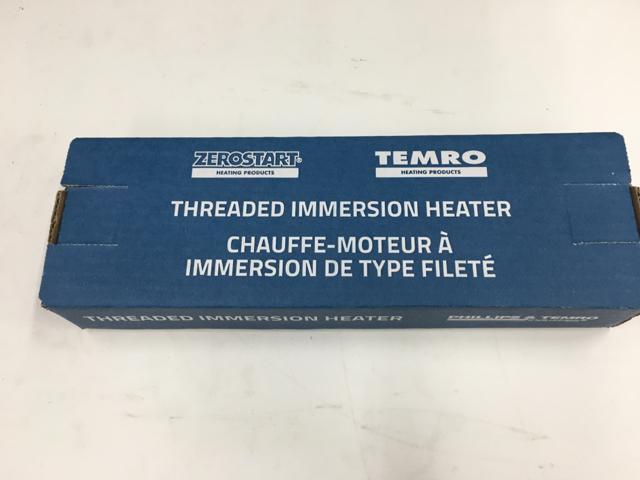 ZEROSTART®
HEATING PRODUCTS
TEMRO
HEATING PRODUCTS
THREADED IMMERSION HEATER
CHAUFFE-MOTEUR À
IMMERSION DE TYPE FILETÉ
THREADED IMMERSION HEATER
PHILLIPS & TEMRO